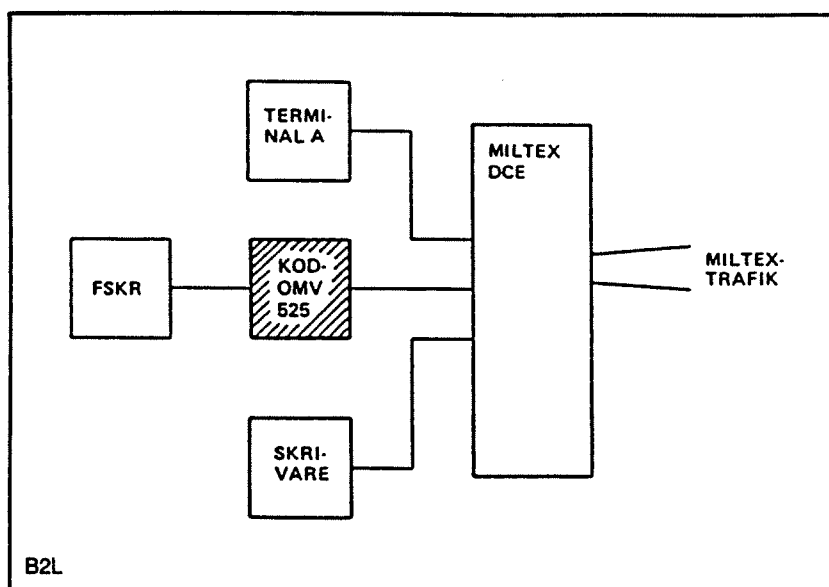 TERMI-
NAL A
MILTEX
DCE
FSKR
KOD-
OMV
525
MILTEX-
TRAFIK
SKRI-
VARE
B2L